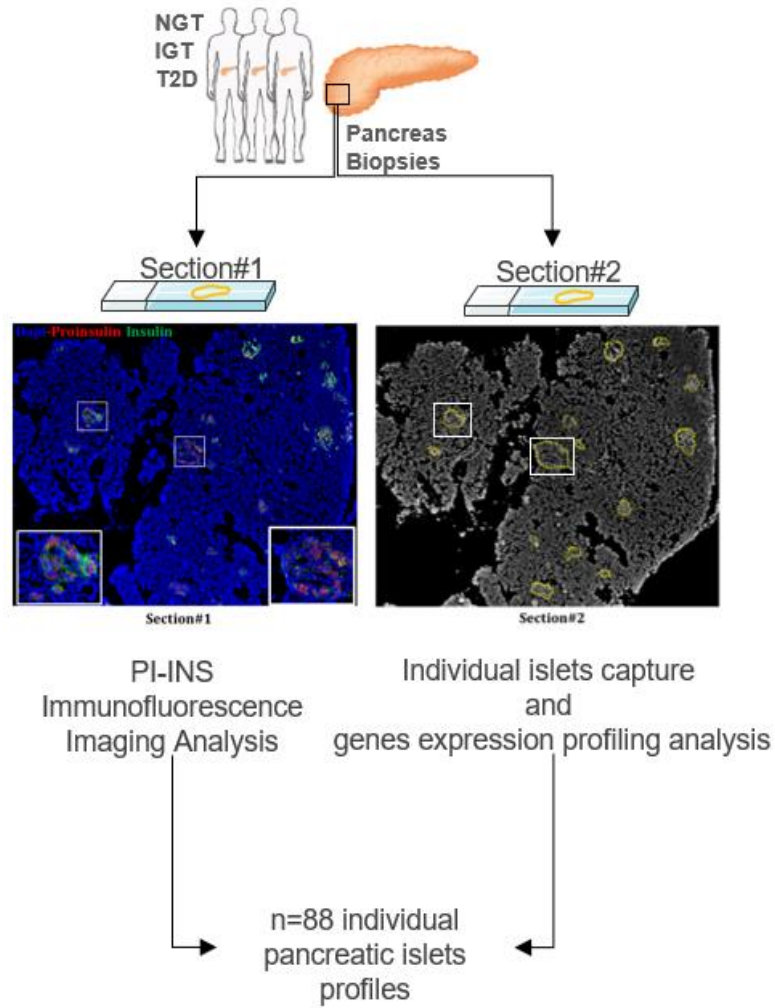 NGT
IGT
T2D
Pancreas
Biopsies
Section#1
Section#2
Dapi-Proinsulin Insulin
Section#1
Section#2
PI-INS
Immunofluorescence
Imaging Analysis
Individual islets capture
and
genes expression profiling analysis
n=88 individual
pancreatic islets
profiles